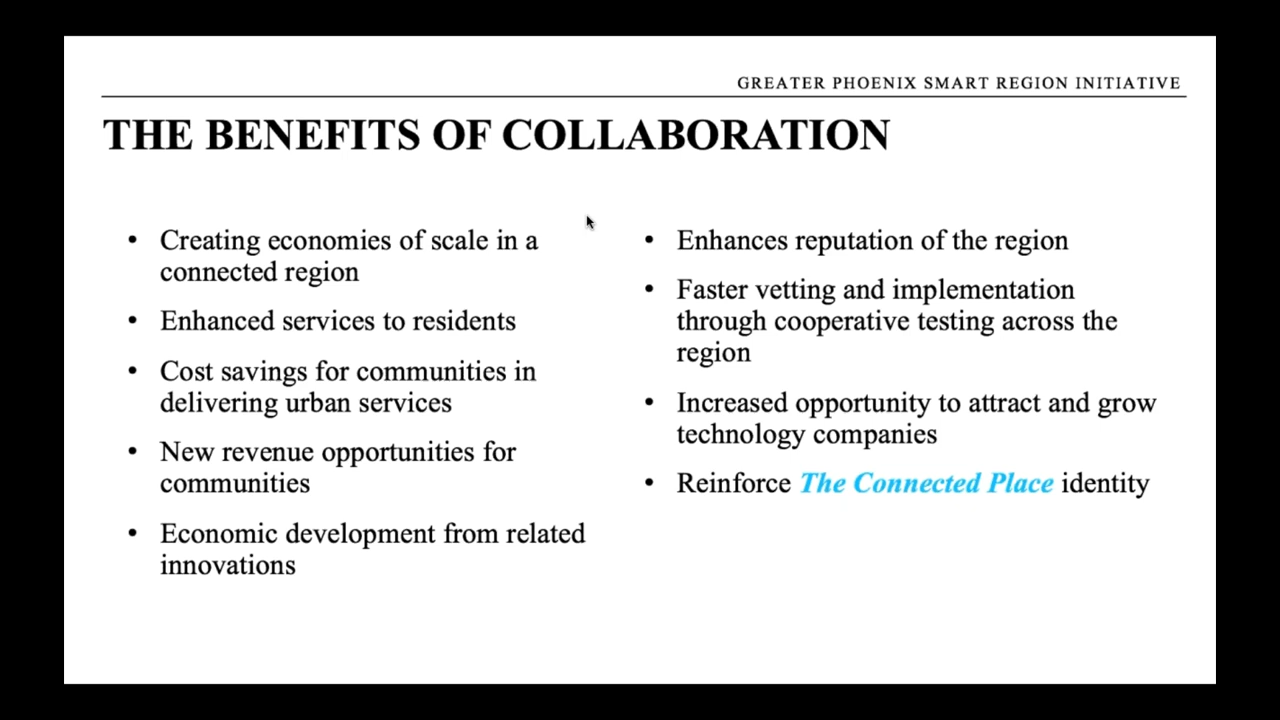 GREATER PHOENIX SMART REGION INITIATIVE
THE BENEFITS OF COLLABORATION
• Creating economies of scale in a
connected region
• Enhanced services to residents
• Cost savings for communities in
delivering urban services
• New revenue opportunities for
communities
• Economic development from related
innovations
• Enhances reputation of the region
• Faster vetting and implementation
through cooperative testing across the
region
• Increased opportunity to attract and grow
technology companies
• Reinforce The Connected Place identity